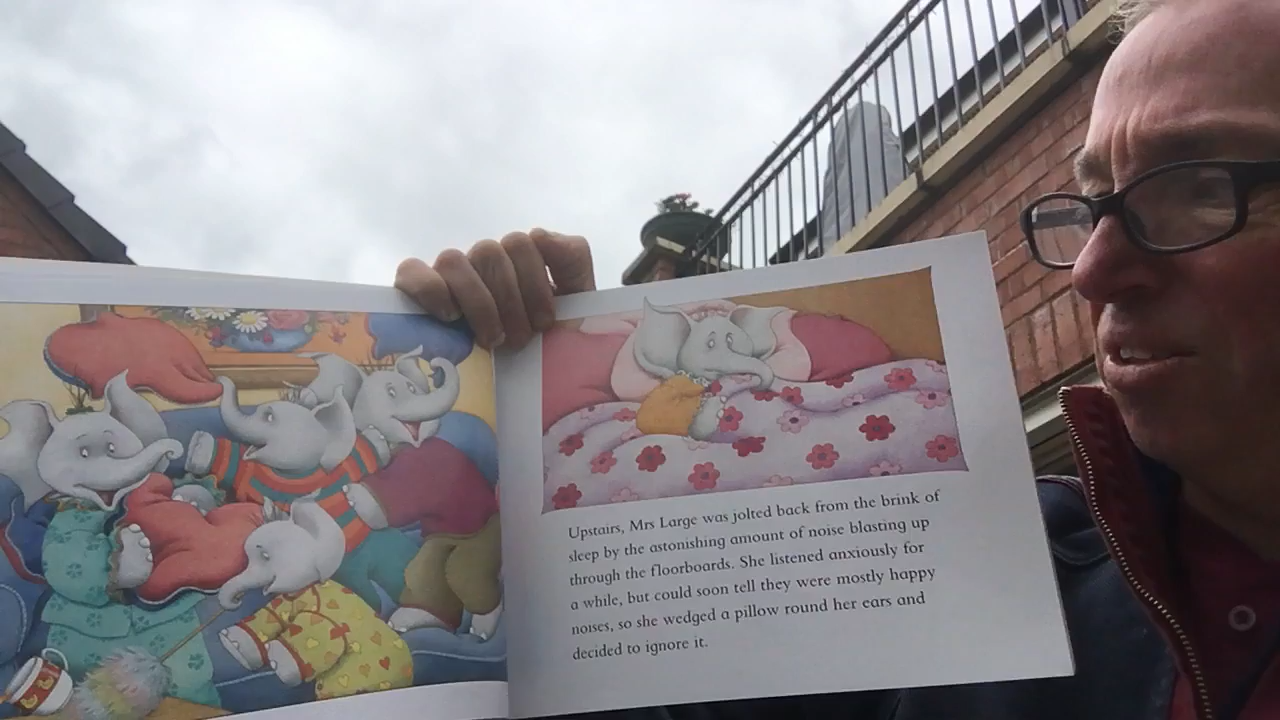 Upstairs, Mrs Large was jolted back from the brink of
sleep by the astonishing amount of noise blasting up
through the floorboards. She listened anxiously for
a while, but could soon tell they were mostly happy
noises, so she wedged a pillow round her ears and
decided to ignore it.